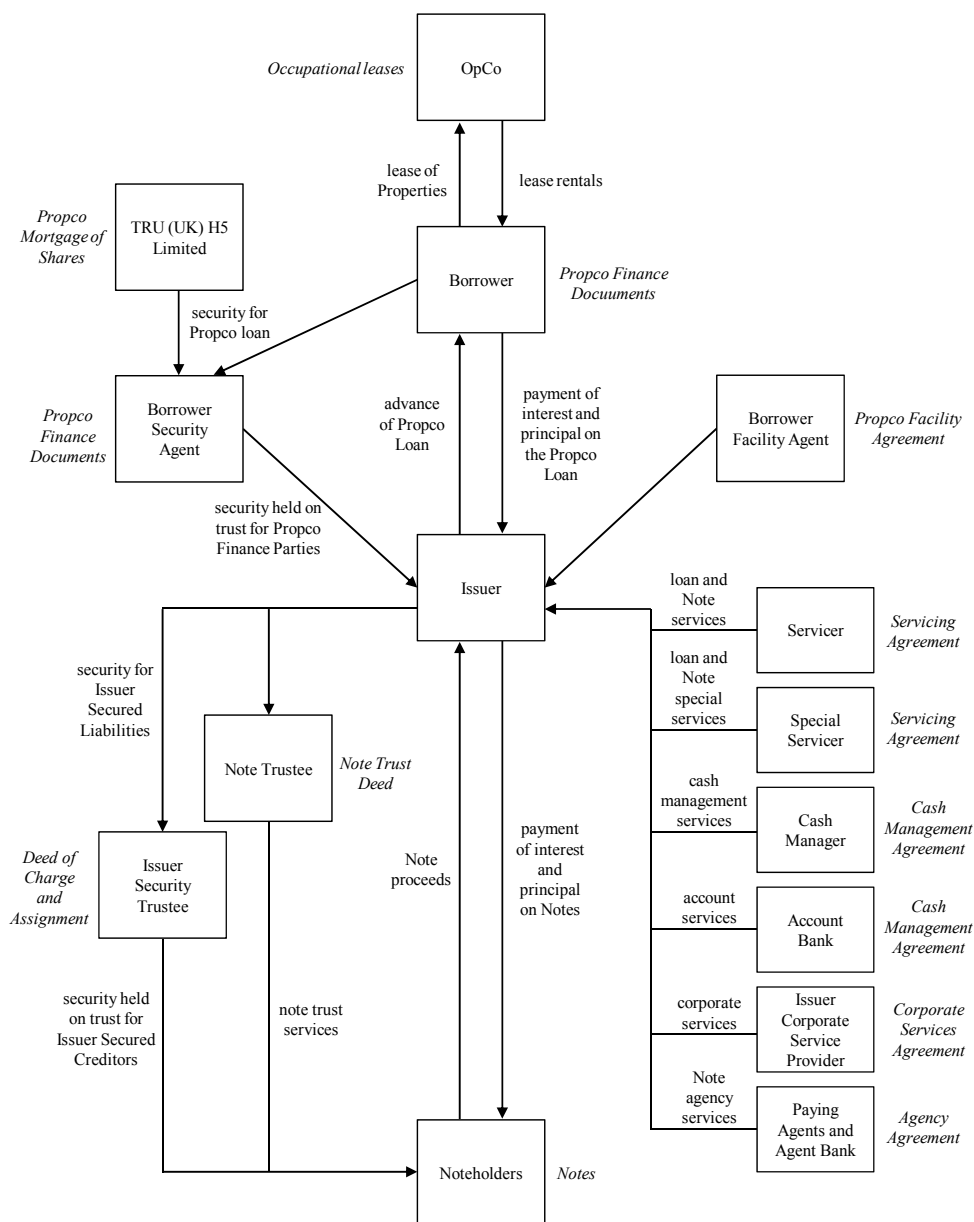 Occupational leases
OpCo
lease of
Properties
lease rentals
Propco
Mortgage of
Shares
TRU (UK) H5
Limited
Borrower
Propco Finance
Docuuments
security for
Propco loan
Propco
Finance
Documents
Borrower
Security
Agent
advance
of Propco
Loan
payment of
interest and
principal on
the Propco
Loan
Borrower
Facility Agent
Propco Facility
Agreement
security held on
trust for Propco
Finance Parties
Issuer
loan and
Note
services
Servicer
Servicing
Agreement
security for
Issuer
Secured
Liabilities
loan and
Note
special
services
Special
Servicer
Servicing
Agreement
Note Trustee
Note Trust
Deed
cash
management
services
Cash
Manager
Cash
Management
Agreement
Deed of
Charge
and
Assignment
Issuer
Security
Trustee
Note
proceeds
payment
of interest
and
principal
on Notes
account
services
Account
Bank
Cash
Management
Agreement
security held
on trust for
Issuer Secured
Creditors
note trust
services
corporate
services
Issuer
Corporate
Service
Provider
Corporate
Services
Agreement
Note
agency
services
Paying
Agents and
Agent Bank
Agency
Agreement
Noteholders
Notes